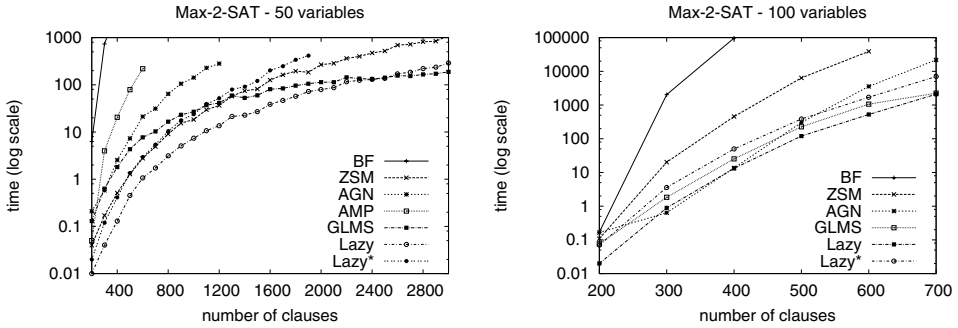 Max-2-SAT - 50 variables
1000
100
10
1
0.1
0.01
time (log scale)
BF
ZSM
AGN
AMP
GLMS
Lazy
Lazy*
400 800 1200 1600 2000 2400 2800
number of clauses
Max-2-SAT - 100 variables
100000
10000
1000
100
10
1
0.1
0.01
time (log scale)
BF
ZSM
AGN
GLMS
Lazy
Lazy*
200 300 400 500 600 700
number of clauses